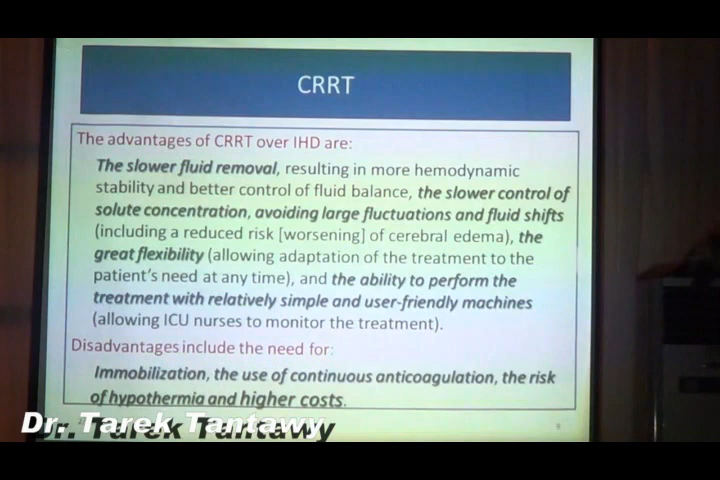 CRRT
The advantages of CRRT over IHD are:
The slower fluid removal, resulting in more hemodynamic
stability and better control of fluid balance, the slower control of
solute concentration, avoiding large fluctuations and fluid shifts
(including a reduced risk [worsening] of cerebral edema), the
great flexibility (allowing adaptation of the treatment to the
patient's need at any time), and the ability to perform the
treatment with relatively simple and user-friendly machines
(allowing ICU nurses to monitor the treatment).
Disadvantages include the need for:
Immobilization, the use of continuous anticoagulation, the risk
of hypothermia and higher costs.
Dr. Tarek Tantawy
Dr. Tarek Tantawy
9